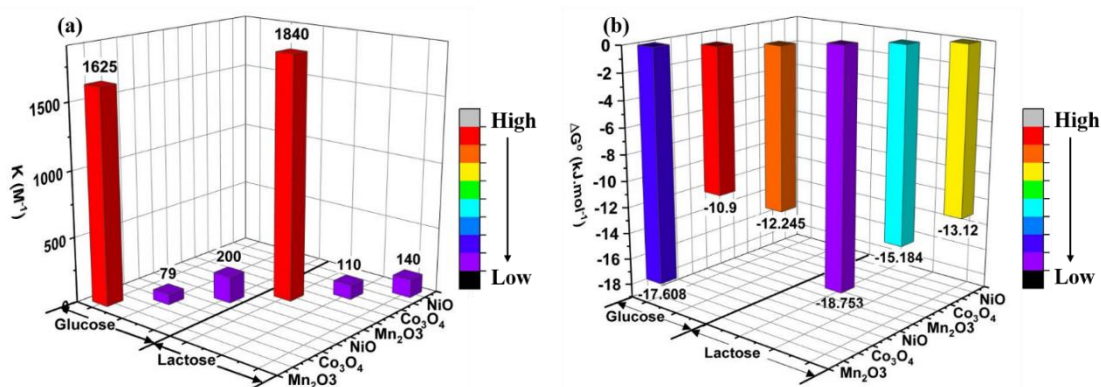 (a)
1625
1840
1500
1000
500
0
K (M⁻¹)
79
200
110
140
Glucose
Lactose
NiO
Co₃O₄
Mn₂O3
NiO
Co₃O₄
Mn₂O3
High
Low
(b)
0
-2
-4
-6
-8
-10
-12
-14
-16
-18
ΔG° (kJ.mol⁻¹)
-10.9
-12.245
-13.12
-15.184
-17.608
-18.753
Glucose
Lactose
NiO
Co₃O₄
Mn₂O3
NiO
Co₃O₄
Mn₂O3
High
Low